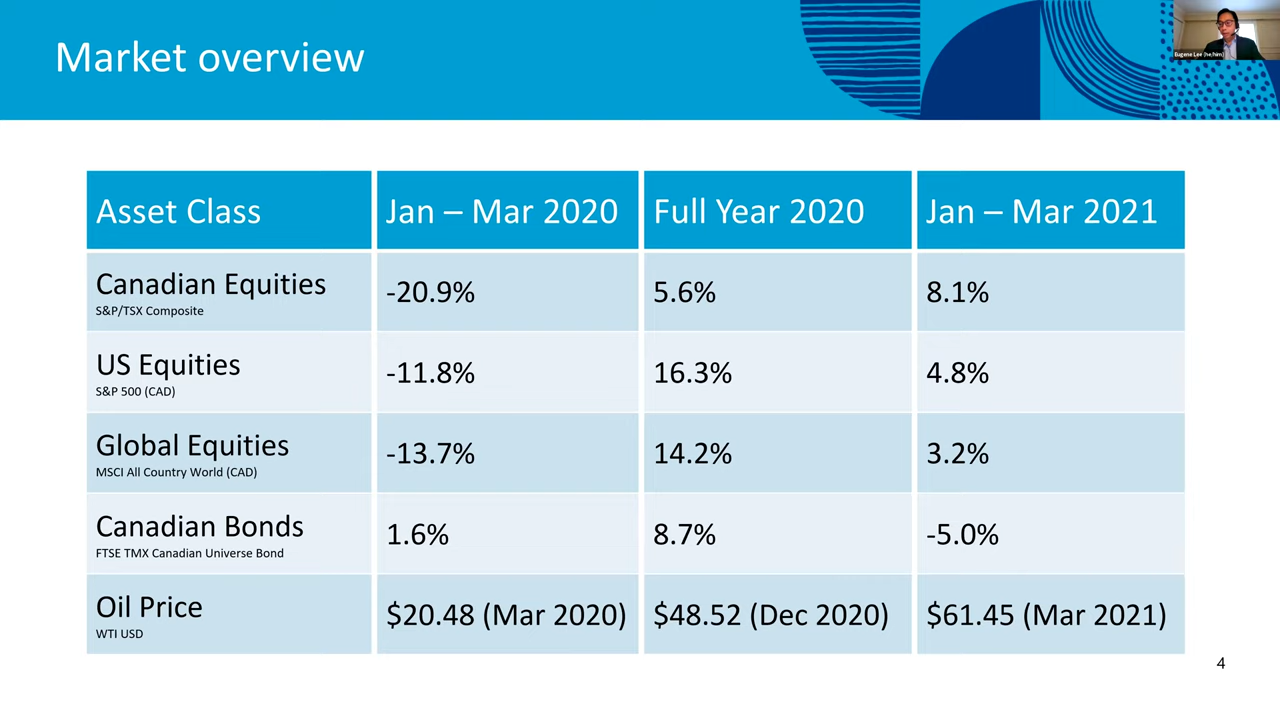 Market overview
Eugene Lee (he/him)
Asset Class Jan – Mar 2020 Full Year 2020 Jan – Mar 2021
Canadian Equities -20.9% 5.6% 8.1%
S&P/TSX Composite
US Equities -11.8% 16.3% 4.8%
S&P 500 (CAD)
Global Equities -13.7% 14.2% 3.2%
MSCI All Country World (CAD)
Canadian Bonds 1.6% 8.7% -5.0%
FTSE TMX Canadian Universe Bond
Oil Price $20.48 (Mar 2020) $48.52 (Dec 2020) $61.45 (Mar 2021)
WTI USD
4